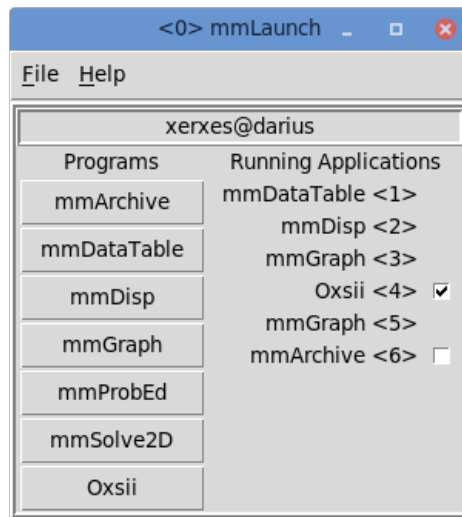 <0> mmLaunch
File Help
xerxes@darius
Programs
mmArchive
mmDataTable
mmDisp
mmGraph
mmProbEd
mmSolve2D
Oxsii
Running Applications
mmDataTable <1>
mmDisp <2>
mmGraph <3>
Oxsii <4>
mmGraph <5>
mmArchive <6>